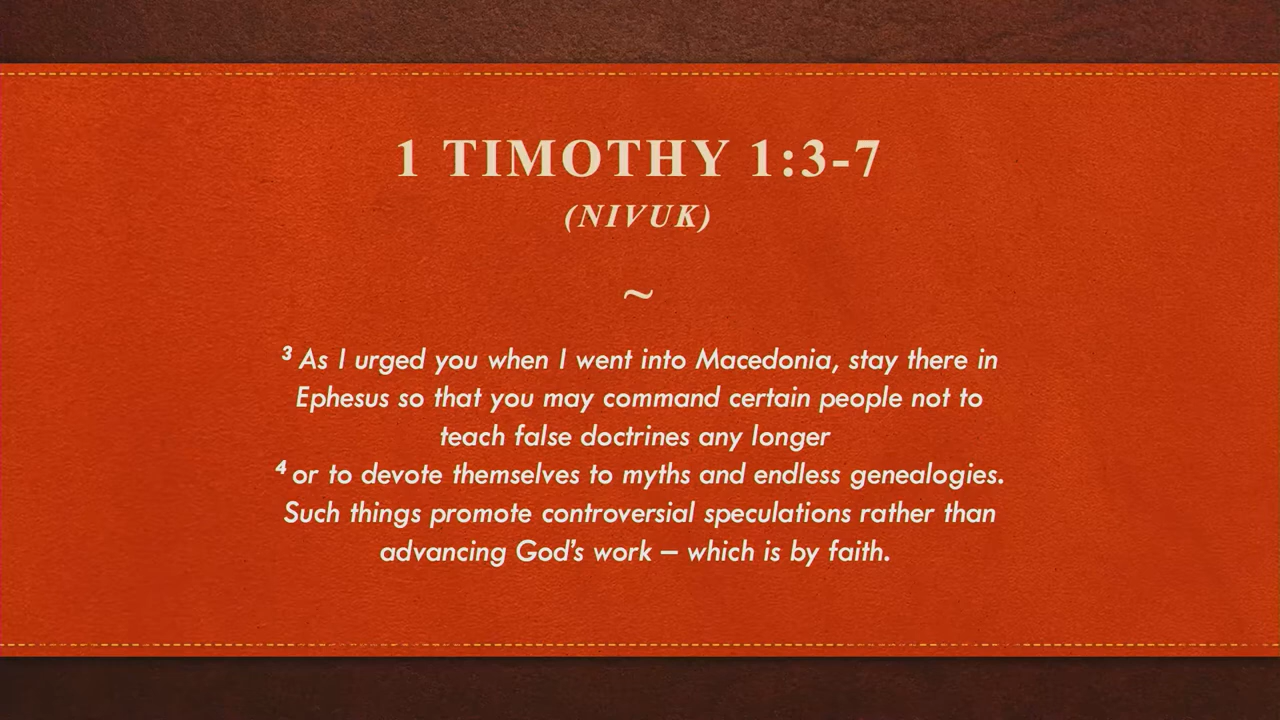 1 TIMOTHY 1:3-7
(NIVUK)
~
³ As I urged you when I went into Macedonia, stay there in
Ephesus so that you may command certain people not to
teach false doctrines any longer
⁴ or to devote themselves to myths and endless genealogies.
Such things promote controversial speculations rather than
advancing God’s work – which is by faith.